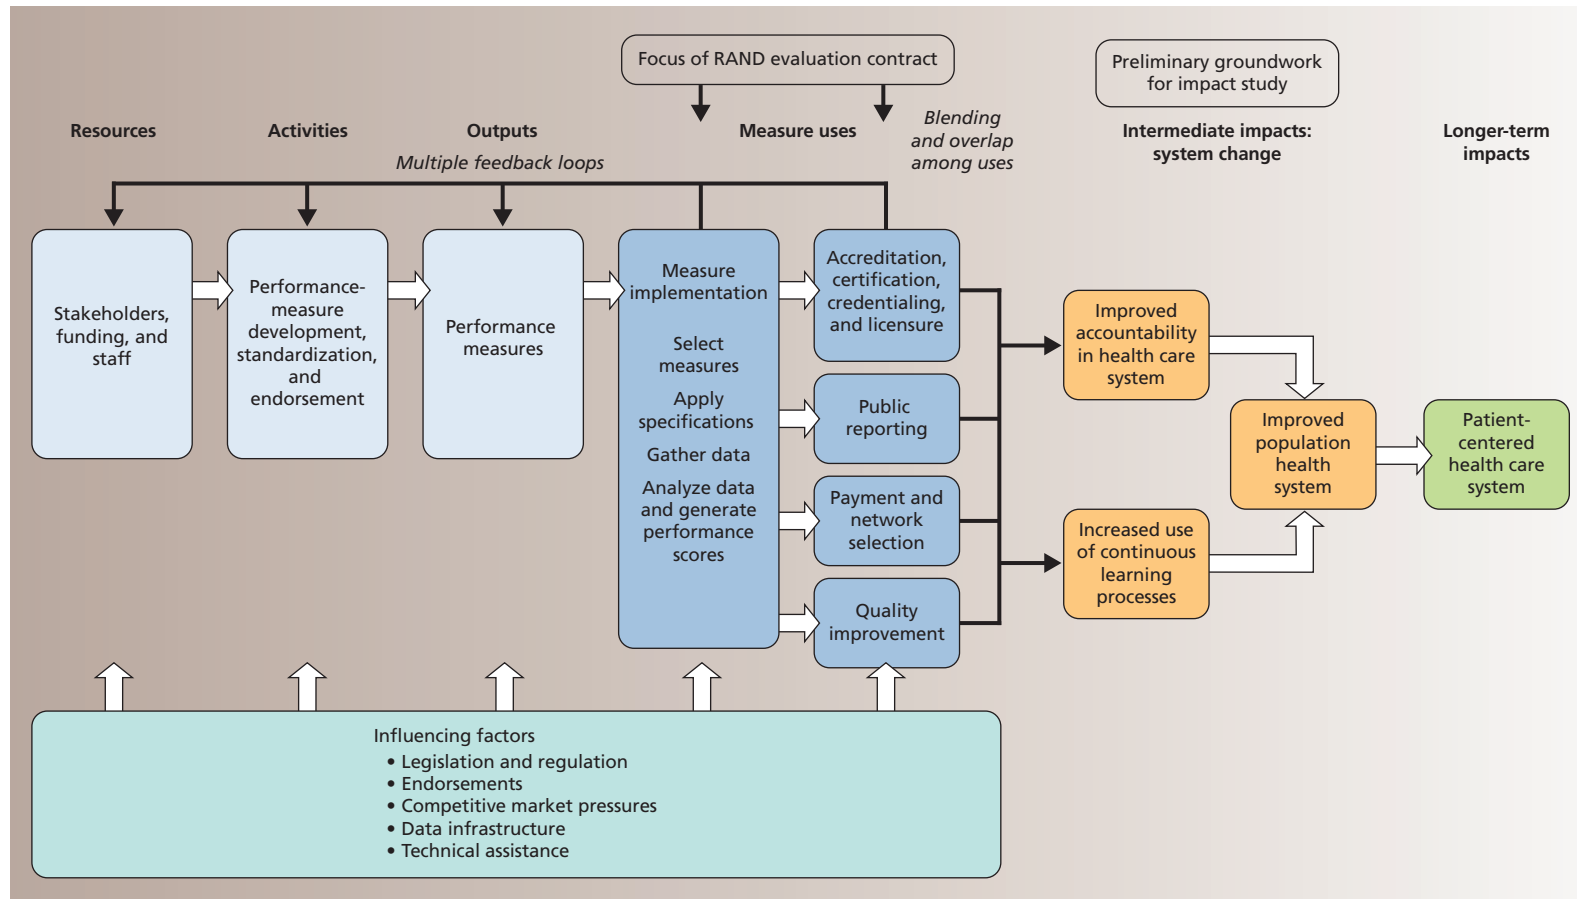 Focus of RAND evaluation contract
Preliminary groundwork
for impact study
Resources
Activities
Outputs
Measure uses
Blending
and overlap
among uses
Intermediate impacts:
system change
Longer-term
impacts
Multiple feedback loops
Stakeholders,
funding, and
staff
Performance-
measure
development,
standardization,
and
endorsement
Performance
measures
Measure
implementation
Select
measures
Apply
specifications
Gather data
Analyze data
and generate
performance
scores
Accreditation,
certification,
credentialing,
and licensure
Public
reporting
Payment and
network
selection
Quality
improvement
Improved
accountability
in health care
system
Increased use
of continuous
learning
processes
Improved
population
health
system
Patient-
centered
health care
system
Influencing factors
• Legislation and regulation
• Endorsements
• Competitive market pressures
• Data infrastructure
• Technical assistance